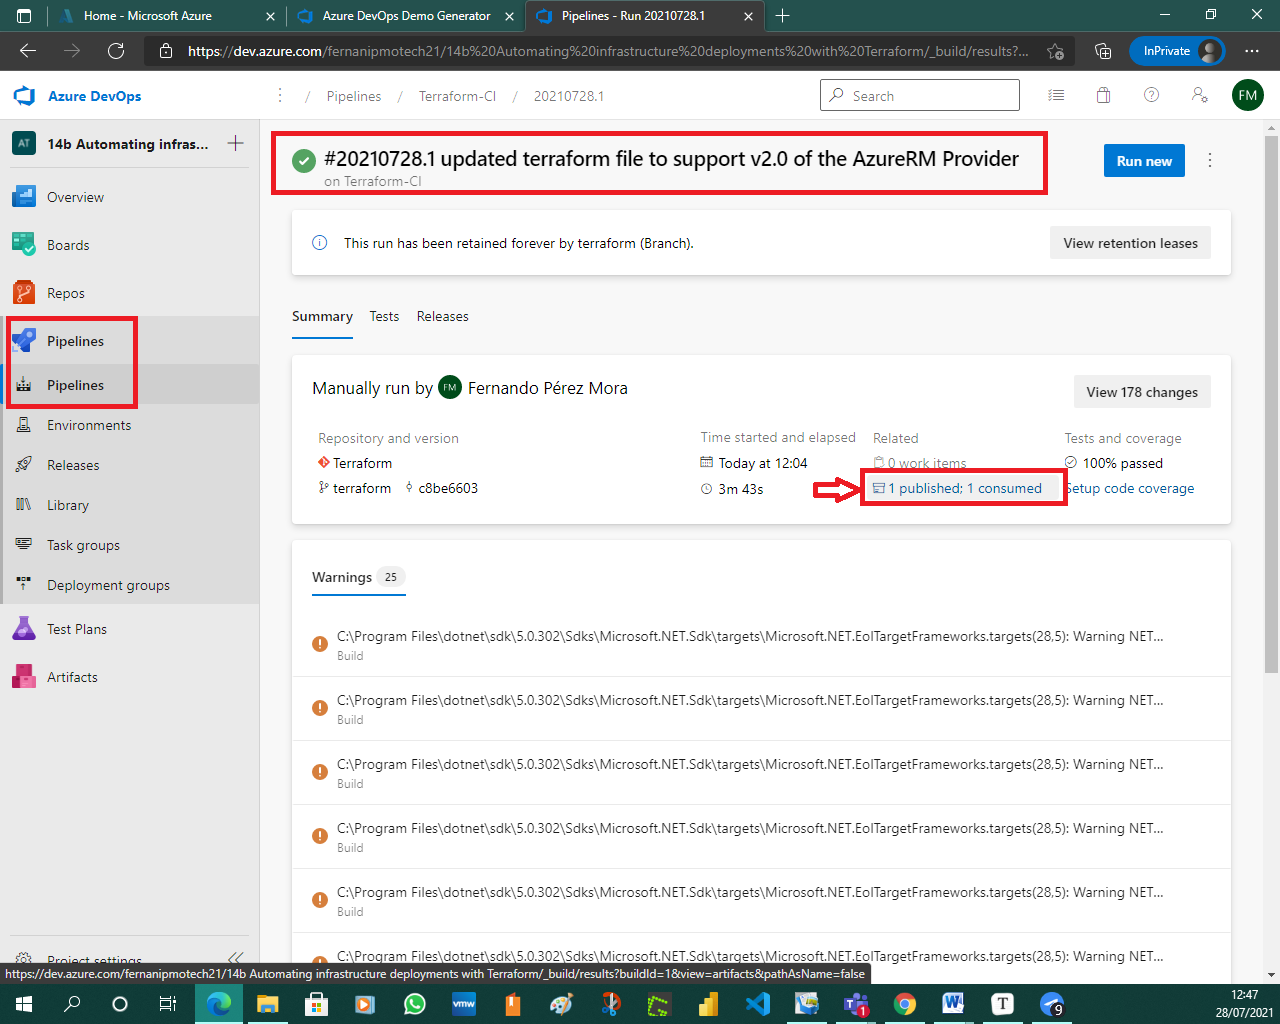 Home - Microsoft Azure
Azure DevOps Demo Generator
Pipelines - Run 20210728.1
https://dev.azure.com/fernanipmotech21/14b%20Automating%20infrastructure%20deployments%20with%20Terraform/_build/results?...
InPrivate
Azure DevOps
/ Pipelines / Terraform-CI / 20210728.1
Search
FM
AT 14b Automating infras...
Overview
Boards
Repos
Pipelines
Pipelines
Environments
Releases
Library
Task groups
Deployment groups
Test Plans
Artifacts
Project settings
#20210728.1 updated terraform file to support v2.0 of the AzureRM Provider
on Terraform-CI
Run new
This run has been retained forever by terraform (Branch).
View retention leases
Summary Tests Releases
Manually run by FM Fernando Pérez Mora
View 178 changes
Repository and version
Terraform
terraform c8be6603
Time started and elapsed
Today at 12:04
3m 43s
Related
0 work items
1 published; 1 consumed
Tests and coverage
100% passed
Setup code coverage
Warnings 25
C:\Program Files\dotnet\sdk\5.0.302\Sdks\Microsoft.NET.Sdk\targets\Microsoft.NET.EolTargetFrameworks.targets(28,5): Warning NET...
Build
C:\Program Files\dotnet\sdk\5.0.302\Sdks\Microsoft.NET.Sdk\targets\Microsoft.NET.EolTargetFrameworks.targets(28,5): Warning NET...
Build
C:\Program Files\dotnet\sdk\5.0.302\Sdks\Microsoft.NET.Sdk\targets\Microsoft.NET.EolTargetFrameworks.targets(28,5): Warning NET...
Build
C:\Program Files\dotnet\sdk\5.0.302\Sdks\Microsoft.NET.Sdk\targets\Microsoft.NET.EolTargetFrameworks.targets(28,5): Warning NET...
Build
C:\Program Files\dotnet\sdk\5.0.302\Sdks\Microsoft.NET.Sdk\targets\Microsoft.NET.EolTargetFrameworks.targets(28,5): Warning NET...
Build
C:\Program Files\dotnet\sdk\5.0.302\Sdks\Microsoft.NET.Sdk\targets\Microsoft.NET.EolTargetFrameworks.targets(28,5): Warning NET...
https://dev.azure.com/fernanipmotech21/14b Automating infrastructure deployments with Terraform/_build/results?buildId=1&view=artifacts&pathAsName=false
vmw
1
T
9
12:47
28/07/2021